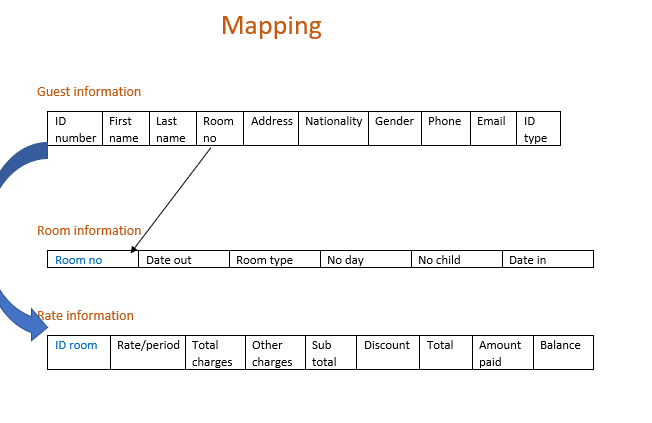 Mapping
Guest information
ID number First name Last name Room no Address Nationality Gender Phone Email ID type
Room information
Room no Date out Room type No day No child Date in
Rate information
ID room Rate/period Total charges Other charges Sub total Discount Total Amount paid Balance